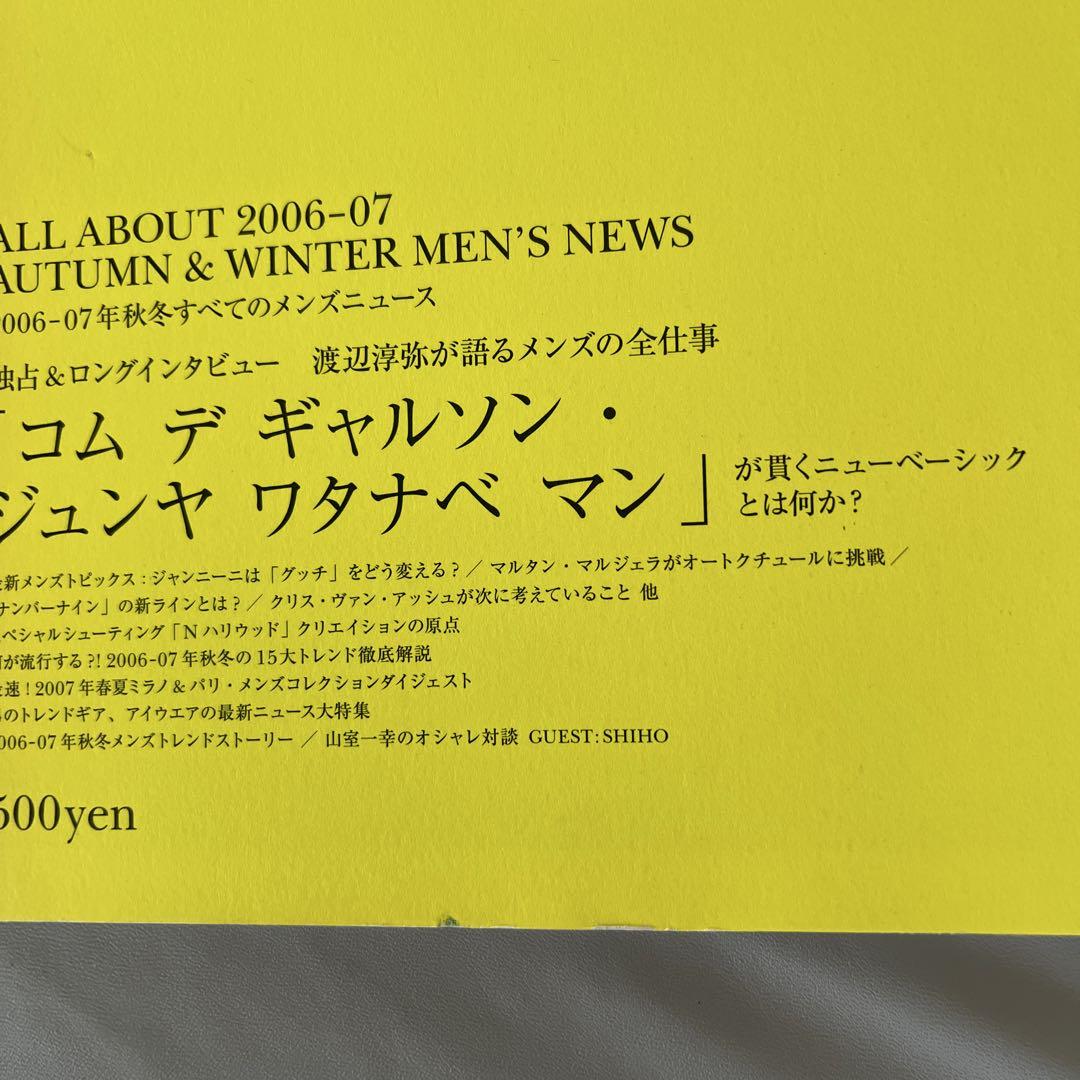 ALL ABOUT 2006-07
AUTUMN & WINTER MEN'S NEWS
2006-07年秋冬すべてのメンズニュース
独占&ロングインタビュー 渡辺淳弥が語るメンズの全仕事
「コム デ ギャルソン・
ジュンヤ ワタナベ マン」
が貫くニューベーシック
とは何か?
最新メンズトピックス:ジャンニーニは「グッチ」をどう変える?/マルタン・マルジェラがオートクチュールに挑戦/
ナンバーナイン」の新ラインとは?/クリス・ヴァン・アッシュが次に考えていること 他
スペシャルシューティング「Nハリウッド」クリエイションの原点
何が流行する?! 2006-07年秋冬の15大トレンド徹底解説
最速!2007年春夏ミラノ&パリ・メンズコレクションダイジェスト
のトレンドギア、アイウエアの最新ニュース大特集
2006-07年秋冬メンズトレンドストーリー/山室一幸のオシャレ対談 GUEST:SHIHO
500yen